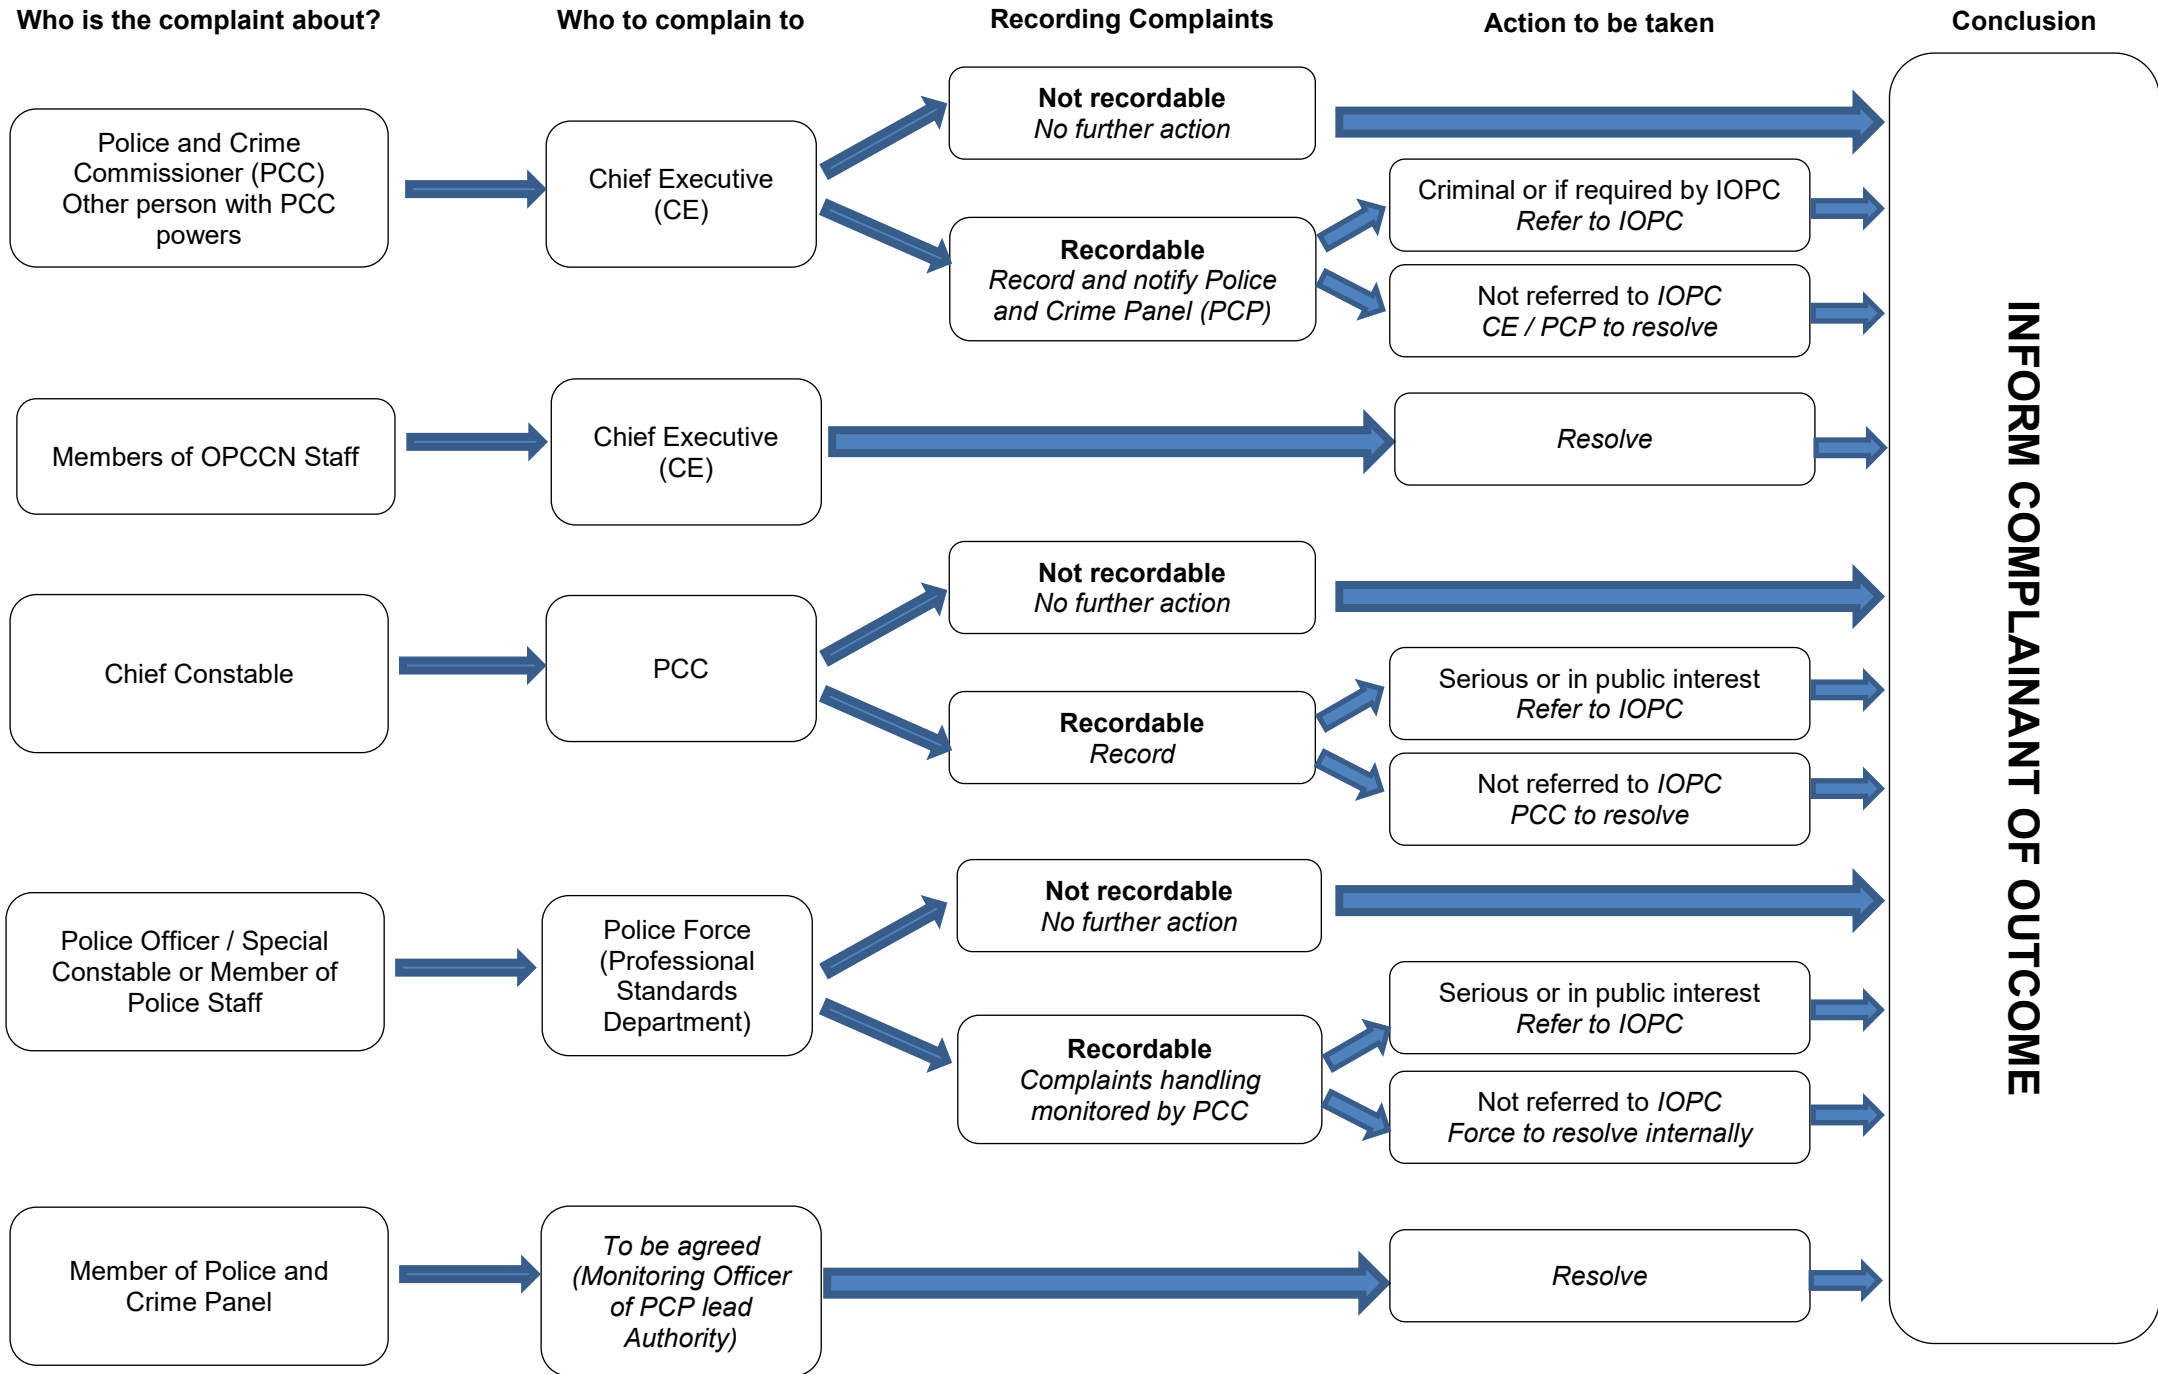 Who is the complaint about?
Who to complain to
Recording Complaints
Action to be taken
Conclusion
Police and Crime
Commissioner (PCC)
Other person with PCC
powers
Chief Executive
(CE)
Not recordable
No further action
Recordable
Record and notify Police
and Crime Panel (PCP)
Criminal or if required by IOPC
Refer to IOPC
Not referred to IOPC
CE / PCP to resolve
Members of OPCCN Staff
Chief Executive
(CE)
Resolve
Chief Constable
PCC
Not recordable
No further action
Recordable
Record
Serious or in public interest
Refer to IOPC
Not referred to IOPC
PCC to resolve
Police Officer / Special
Constable or Member of
Police Staff
Police Force
(Professional
Standards
Department)
Not recordable
No further action
Recordable
Complaints handling
monitored by PCC
Serious or in public interest
Refer to IOPC
Not referred to IOPC
Force to resolve internally
Member of Police and
Crime Panel
To be agreed
(Monitoring Officer
of PCP lead
Authority)
Resolve
INFORM COMPLAINANT OF OUTCOME